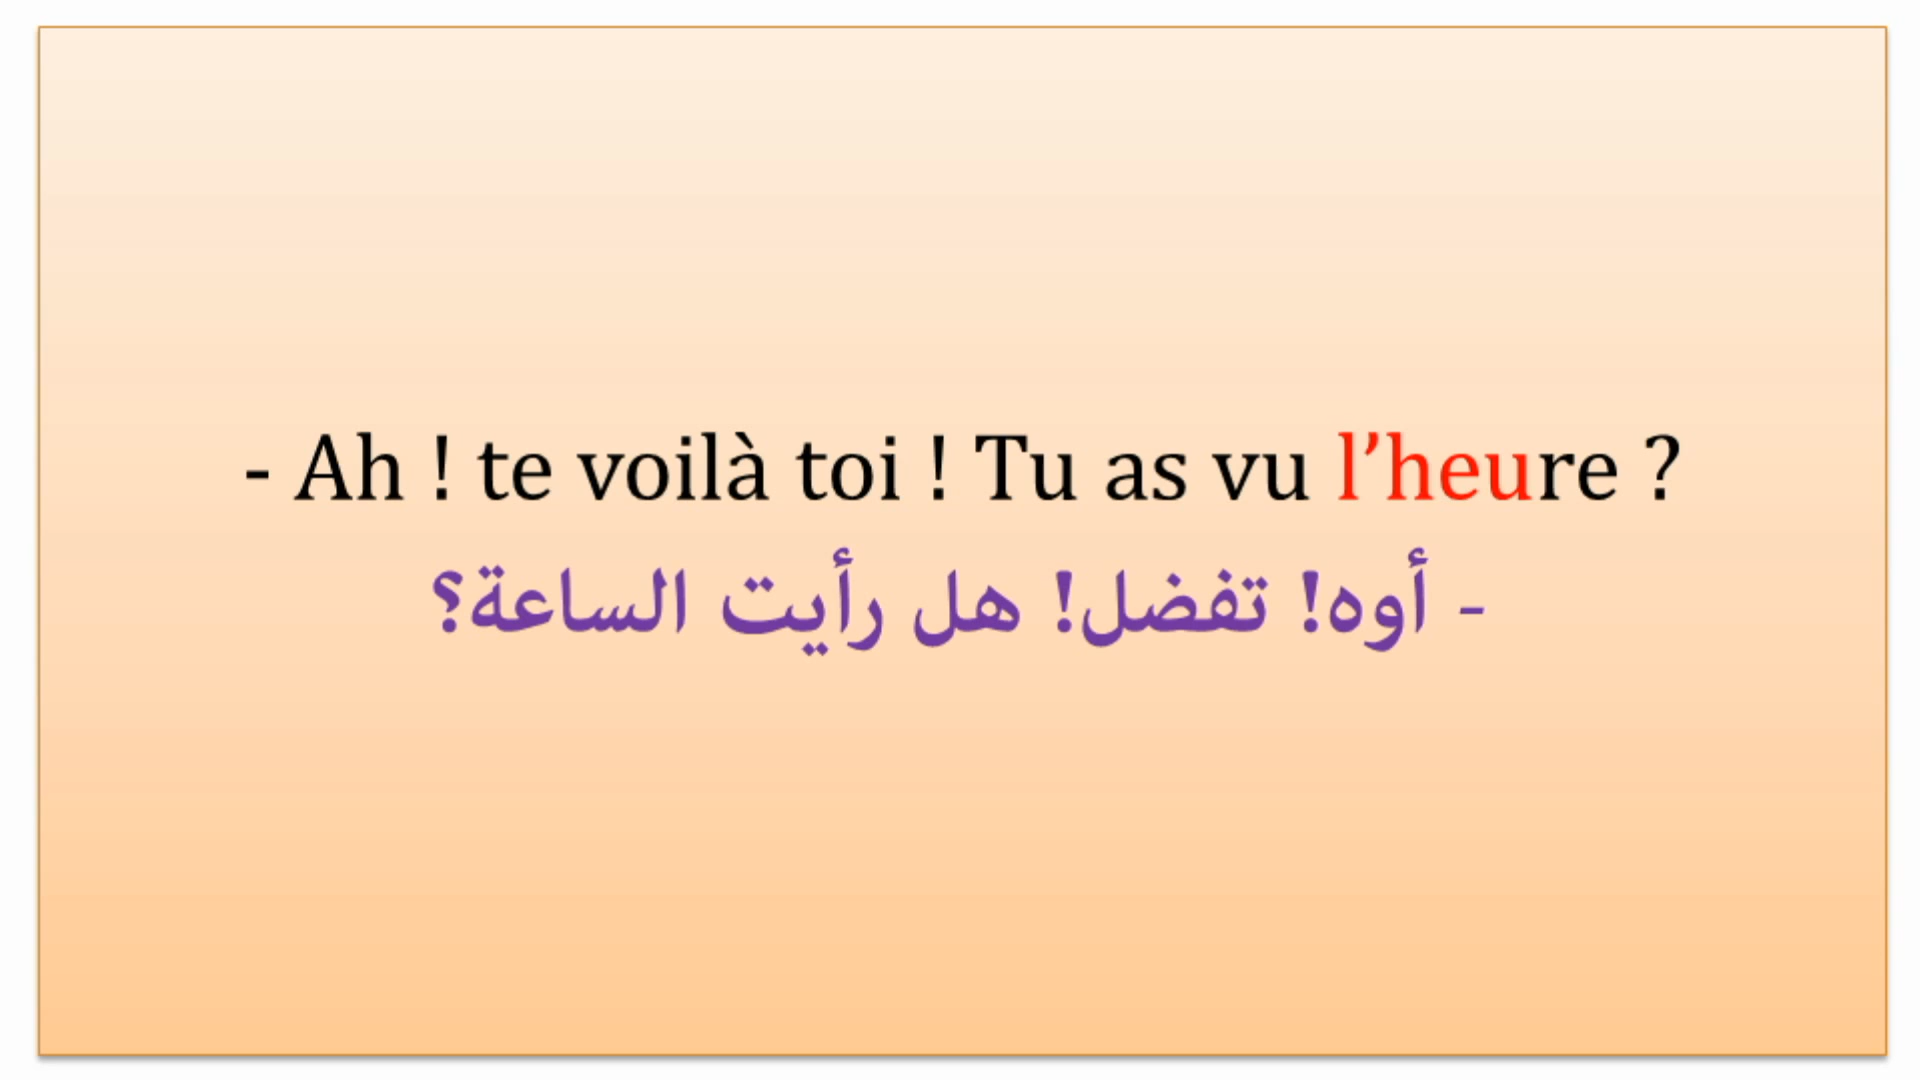 - Ah ! te voilà toi ! Tu as vu l’heure ?
- أوه! تفضل! هل رأيت الساعة؟